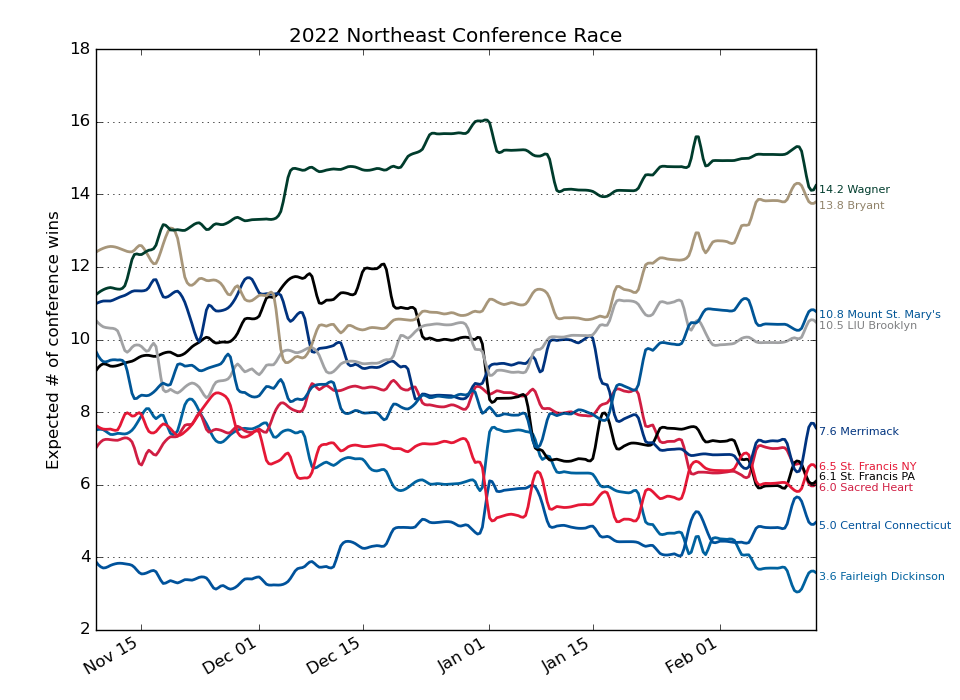 2022 Northeast Conference Race
Expected # of conference wins
18
16
14
12
10
8
6
4
2
14.2 Wagner
13.8 Bryant
10.8 Mount St. Mary's
10.5 LIU Brooklyn
7.6 Merrimack
6.5 St. Francis NY
6.1 St. Francis PA
6.0 Sacred Heart
5.0 Central Connecticut
3.6 Fairleigh Dickinson
Nov 15
Dec 01
Dec 15
Jan 01
Jan 15
Feb 01